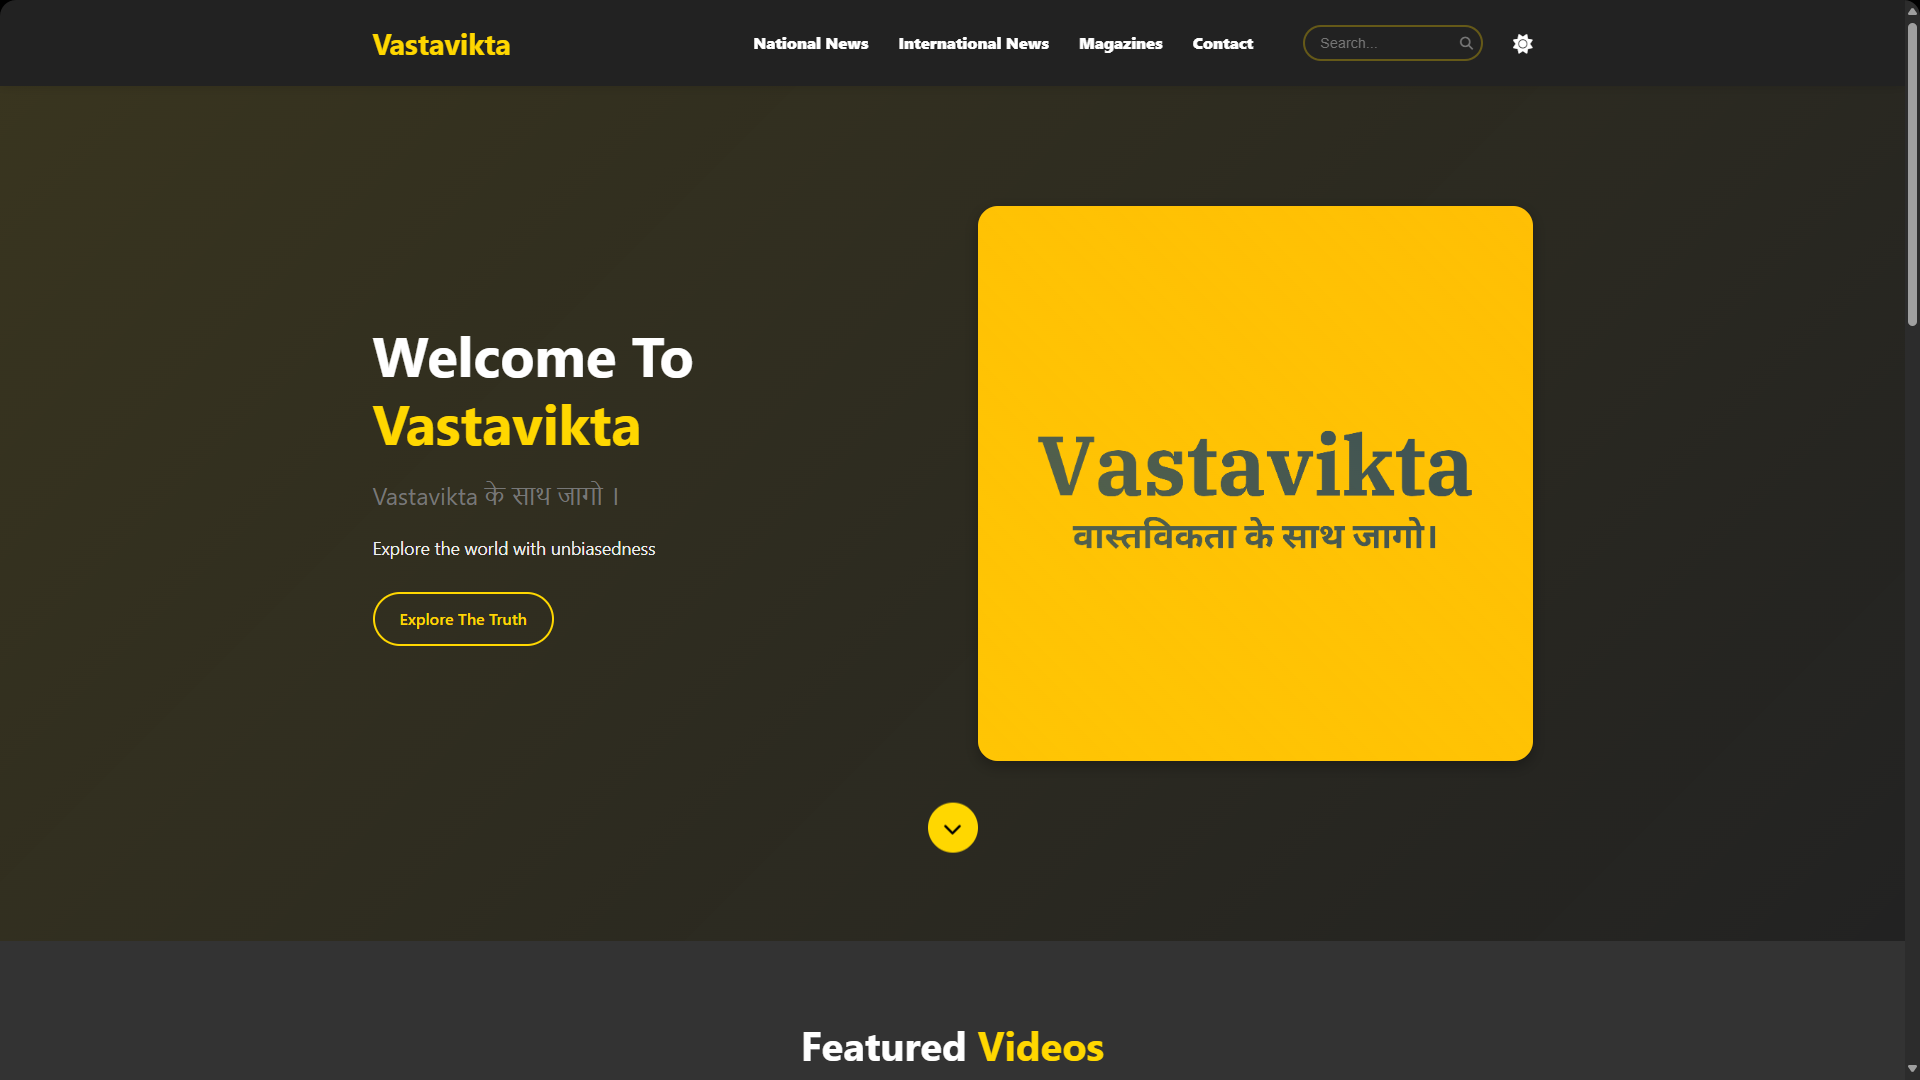 Vastavikta
National News
International News
Magazines
Contact
Search...
Welcome To
Vastavikta
Vastavikta के साथ जागो ।
Explore the world with unbiasedness
Explore The Truth
Vastavikta
वास्तविकता के साथ जागो।
Featured Videos